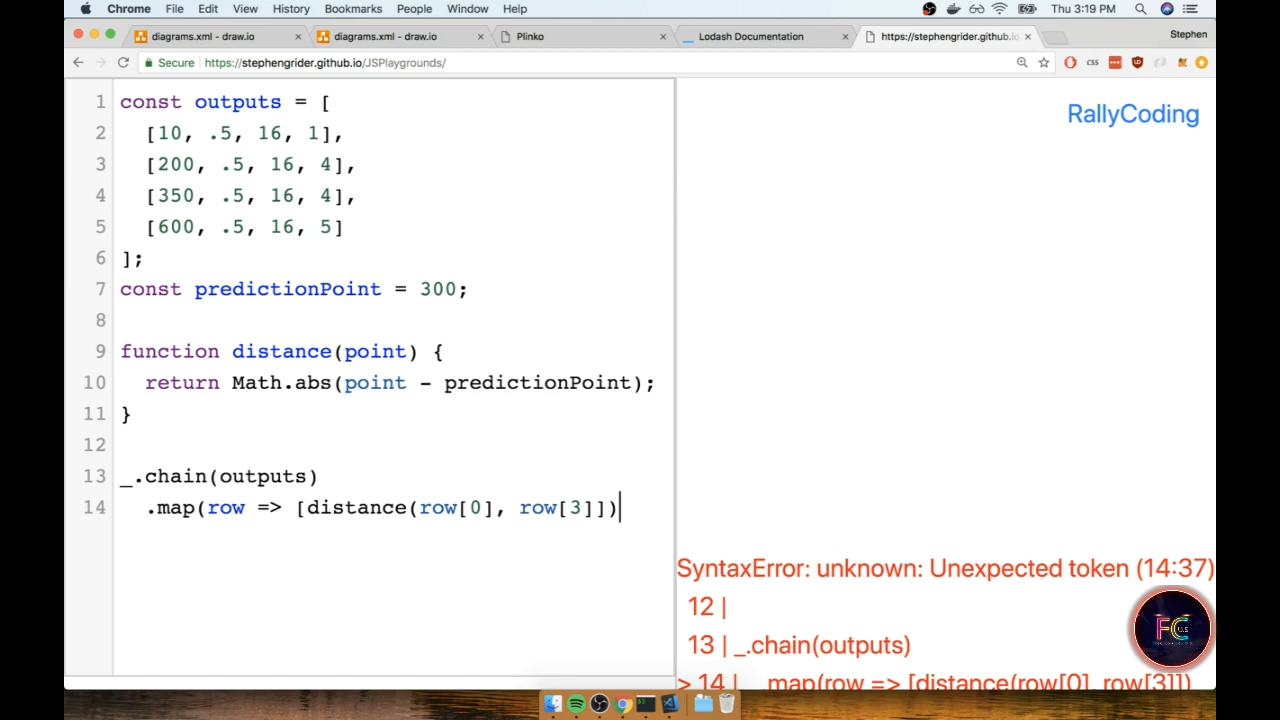 Chrome File Edit View History Bookmarks People Window Help Thu 3:19 PM
diagrams.xml - draw.io diagrams.xml - draw.io Plinko Lodash Documentation https://stephengrider.github.io Stephen
Secure https://stephengrider.github.io/JSPlaygrounds/ CSS
RallyCoding
1 const outputs = [
2 [10, .5, 16, 1],
3 [200, .5, 16, 4],
4 [350, .5, 16, 4],
5 [600, .5, 16, 5]
6 ];
7 const predictionPoint = 300;
8
9 function distance(point) {
10 return Math.abs(point - predictionPoint);
11 }
12
13 _.chain(outputs)
14 .map(row => [distance(row[0], row[3]])
SyntaxError: unknown: Unexpected token (14:37)
12 |
13 | _.chain(outputs)
> 14 | .map(row => [distance(row[0], row[3]])
FC